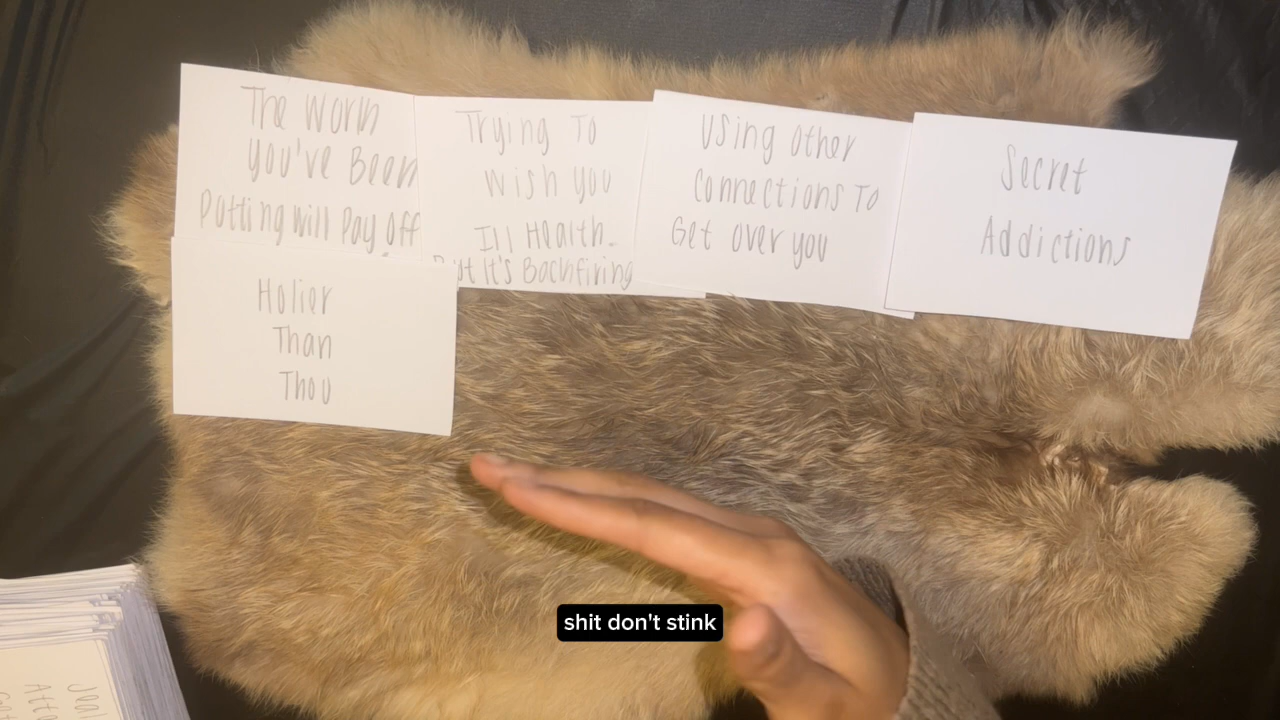 The Worth
You've Been
Putting Will Pay Off
Trying To
Wish You
Ill Health..
But It's Backfiring
Using Other
Connections To
Get Over You
Secret
Addictions
Holier
Than
Thou
shit don't stink